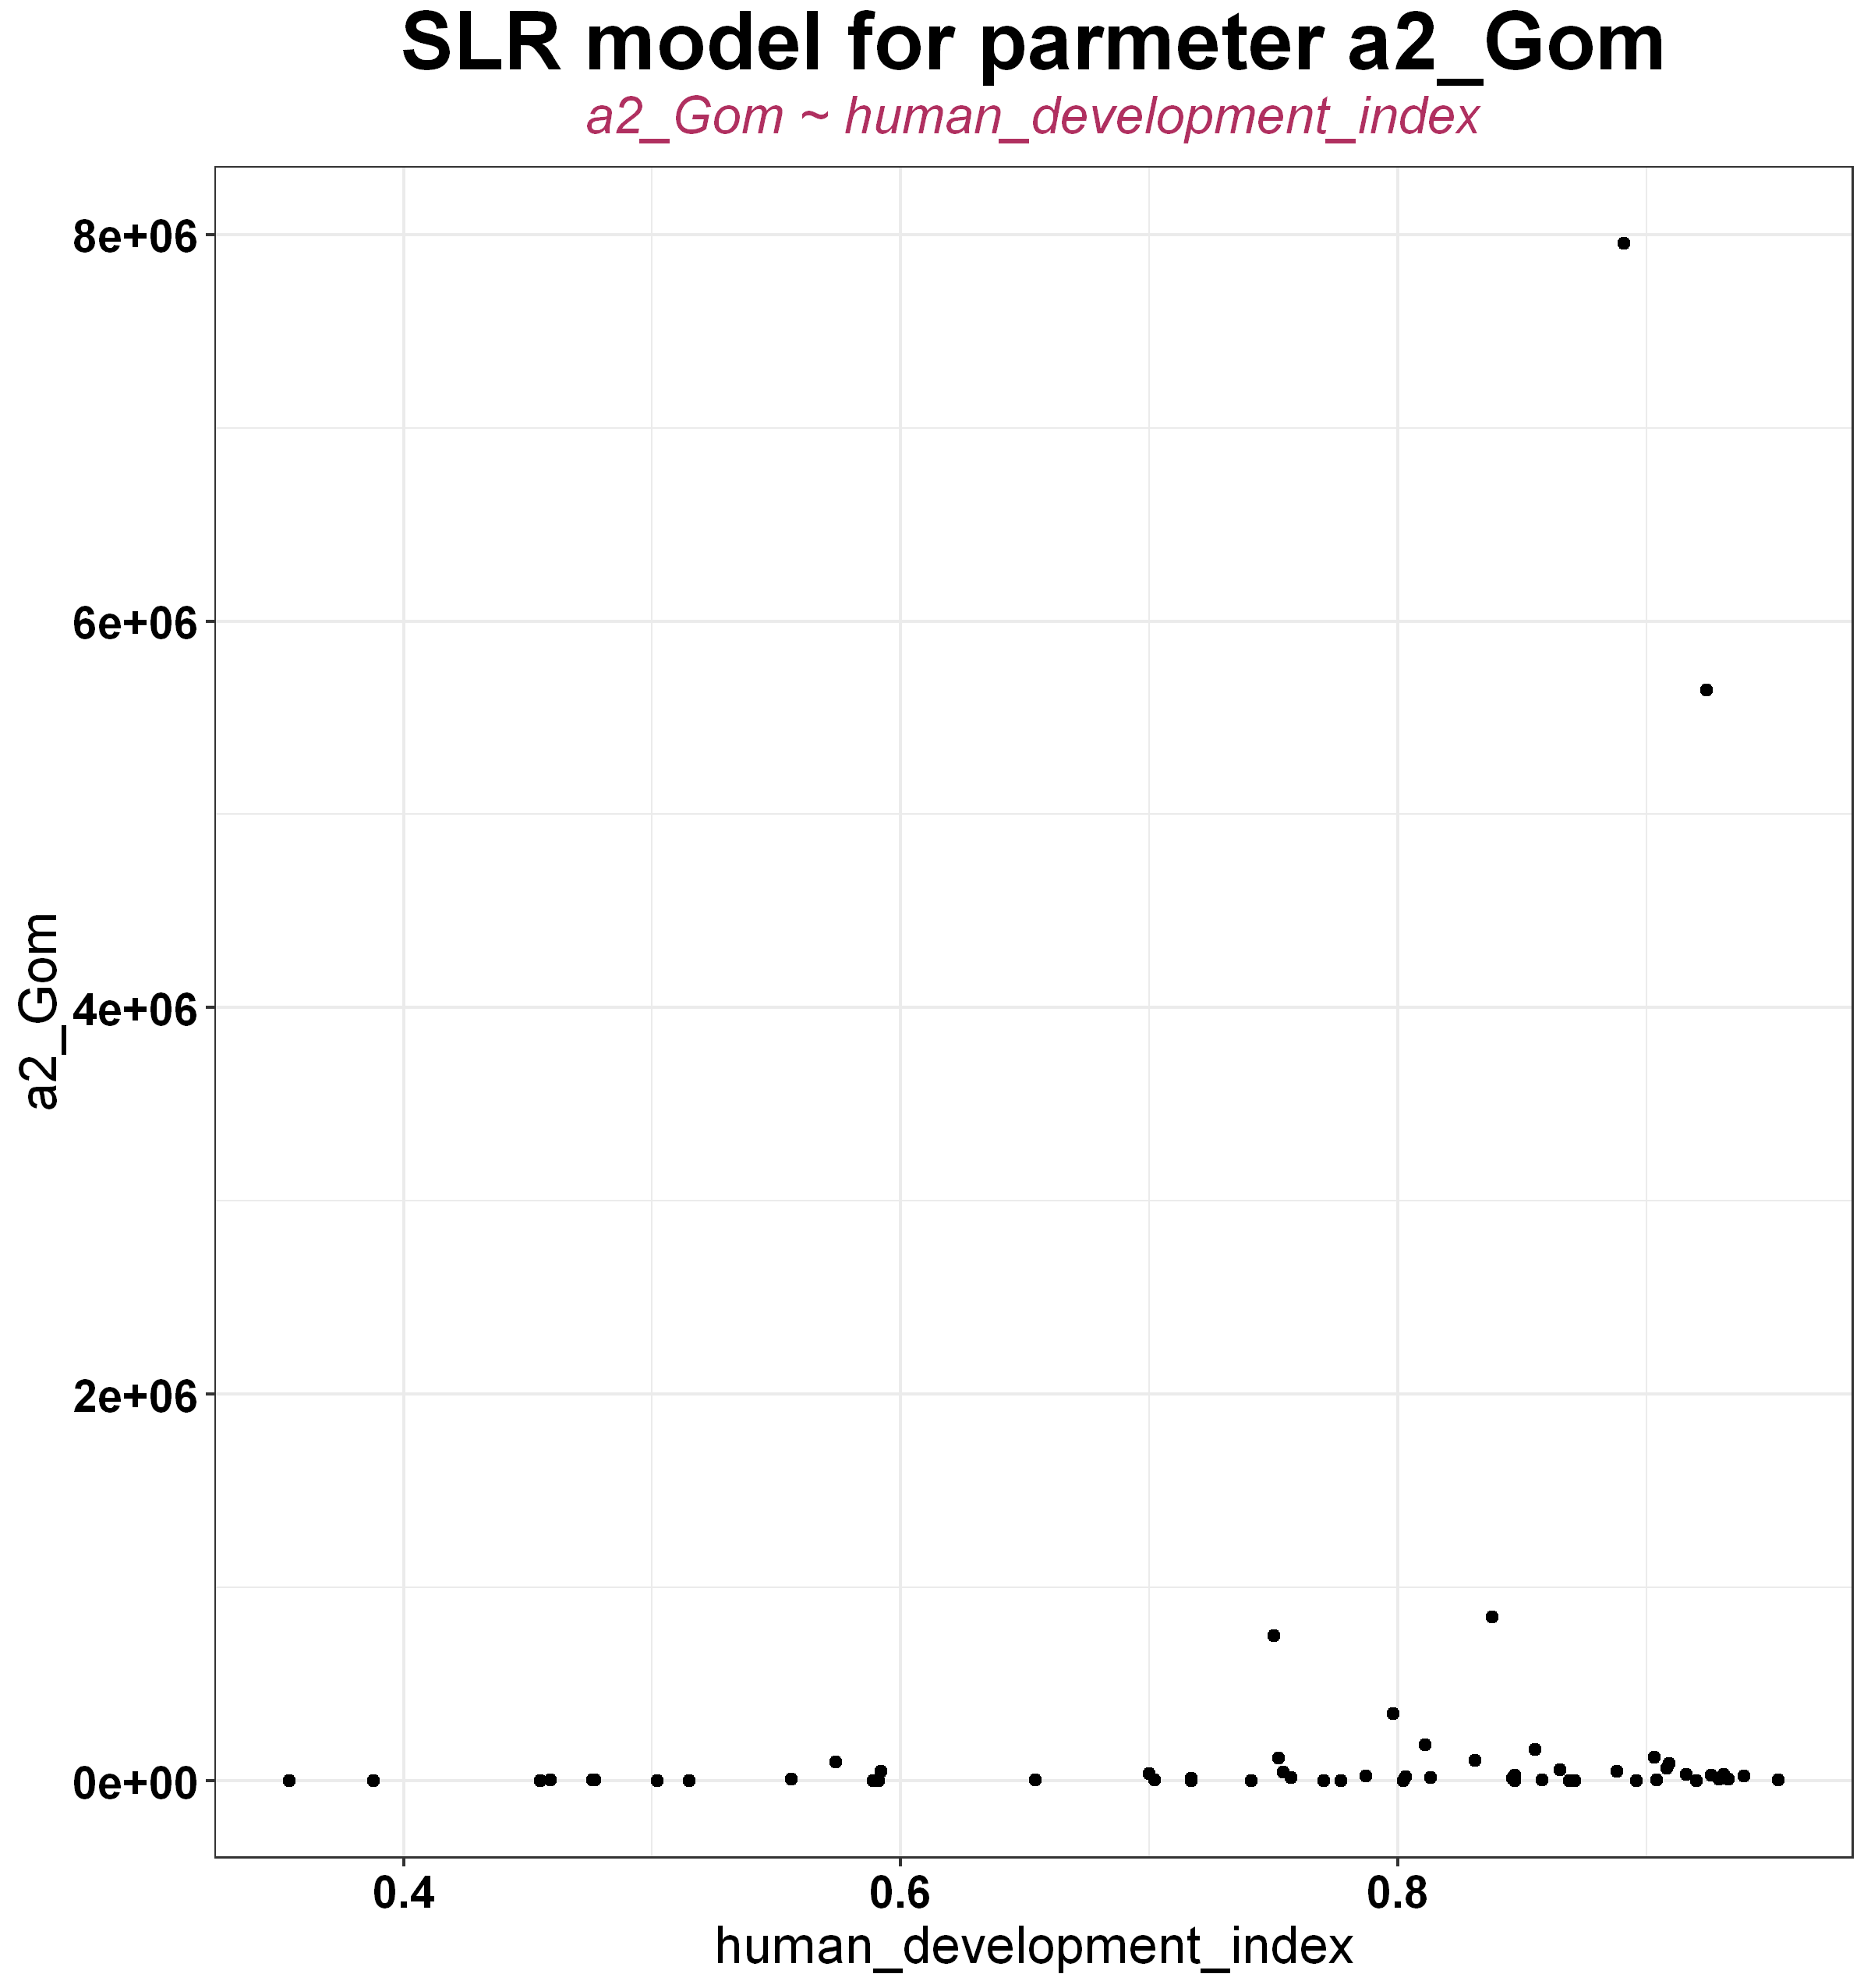 SLR model for parmeter a2_Gom
a2_Gom ~ human_development_index
8e+06
6e+06
4e+06
2e+06
0e+00
a2_Gom
0.4 0.6 0.8
human_development_index